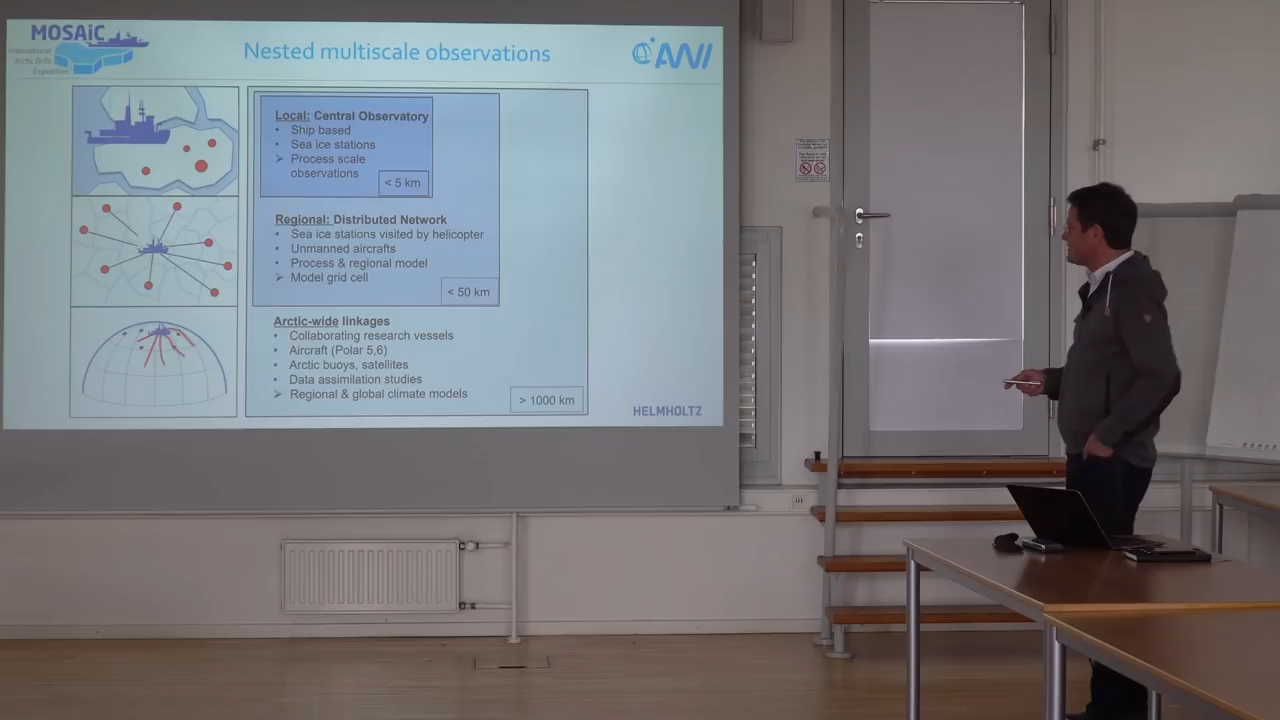 MOSAiC
International
Arctic Drift
Expedition
Nested multiscale observations
AWI
Local: Central Observatory
• Ship based
• Sea ice stations
➢ Process scale
observations
< 5 km
Regional: Distributed Network
• Sea ice stations visited by helicopter
• Unmanned aircrafts
• Process & regional model
➢ Model grid cell
< 50 km
Arctic-wide linkages
• Collaborating research vessels
• Aircraft (Polar 5,6)
• Arctic buoys, satellites
• Data assimilation studies
➢ Regional & global climate models
> 1000 km
HELMHOLTZ